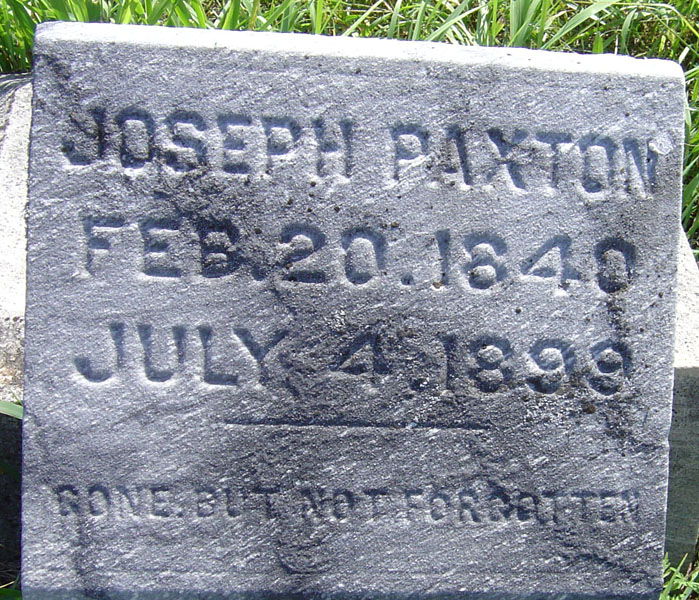 JOSEPH PAXTON
FEB. 20. 1840
JULY 4. 1899
GONE. BUT NOT FORGOTTEN